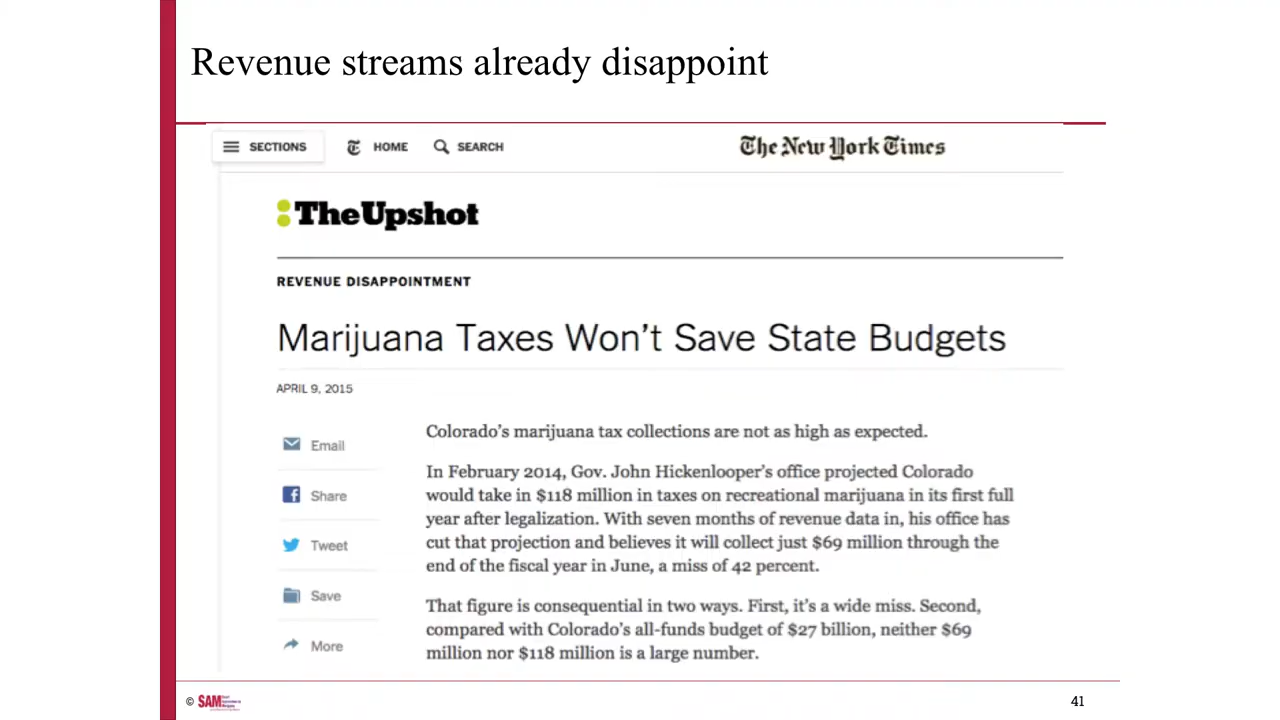 Revenue streams already disappoint
SECTIONS HOME SEARCH The New York Times
TheUpshot
REVENUE DISAPPOINTMENT
Marijuana Taxes Won't Save State Budgets
APRIL 9, 2015
Email
Share
Tweet
Save
More
Colorado's marijuana tax collections are not as high as expected.
In February 2014, Gov. John Hickenlooper's office projected Colorado
would take in $118 million in taxes on recreational marijuana in its first full
year after legalization. With seven months of revenue data in, his office has
cut that projection and believes it will collect just $69 million through the
end of the fiscal year in June, a miss of 42 percent.
That figure is consequential in two ways. First, it's a wide miss. Second,
compared with Colorado's all-funds budget of $27 billion, neither $69
million nor $118 million is a large number.
© SAM
41